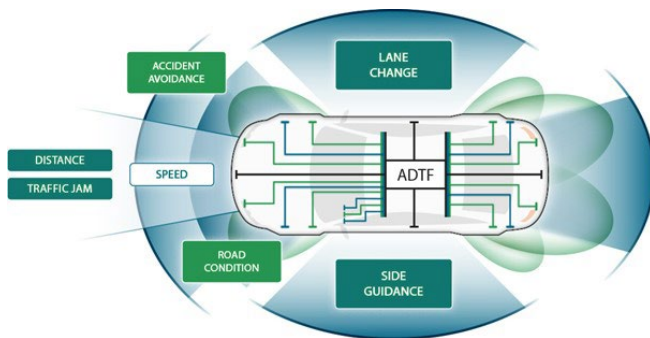 ACCIDENT
AVOIDANCE
LANE
CHANGE
DISTANCE
TRAFFIC JAM
SPEED
ADTF
ROAD
CONDITION
SIDE
GUIDANCE